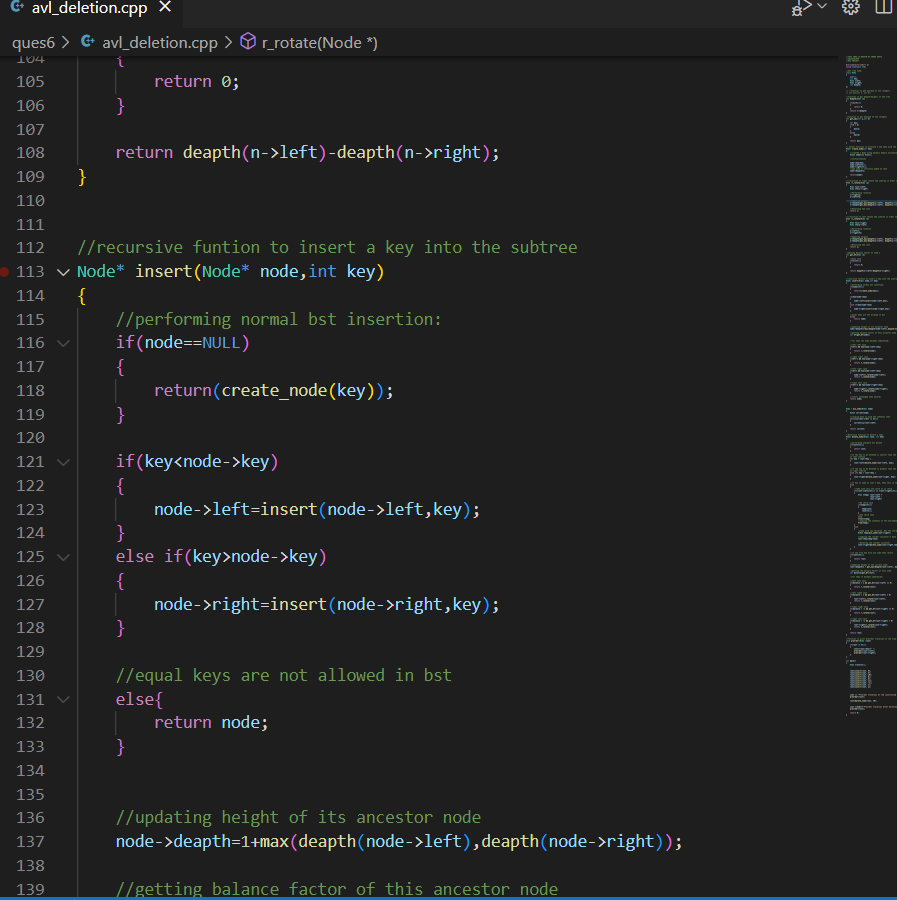 avl_deletion.cpp
ques6 > avl_deletion.cpp > r_rotate(Node *)
104 {
105 return 0;
106 }
107
108 return deapth(n->left)-deapth(n->right);
109 }
110
111
112 //recursive funtion to insert a key into the subtree
113 Node* insert(Node* node,int key)
114 {
115 //performing normal bst insertion:
116 if(node==NULL)
117 {
118 return(create_node(key));
119 }
120
121 if(key<node->key)
122 {
123 node->left=insert(node->left,key);
124 }
125 else if(key>node->key)
126 {
127 node->right=insert(node->right,key);
128 }
129
130 //equal keys are not allowed in bst
131 else{
132 return node;
133 }
134
135
136 //updating height of its ancestor node
137 node->deapth=1+max(deapth(node->left),deapth(node->right));
138
139 //getting balance factor of this ancestor node